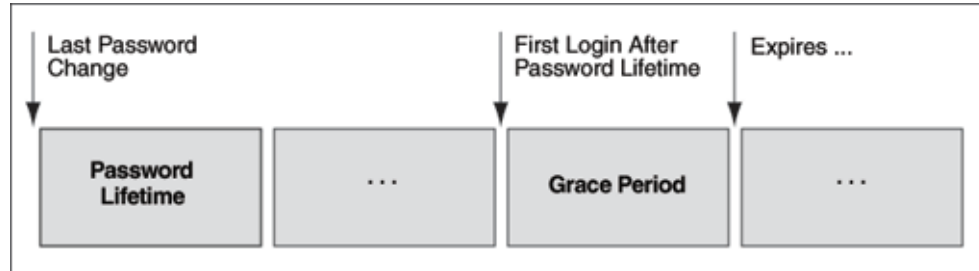 Last Password
Change
First Login After
Password Lifetime
Expires ...
Password
Lifetime
...
Grace Period
...